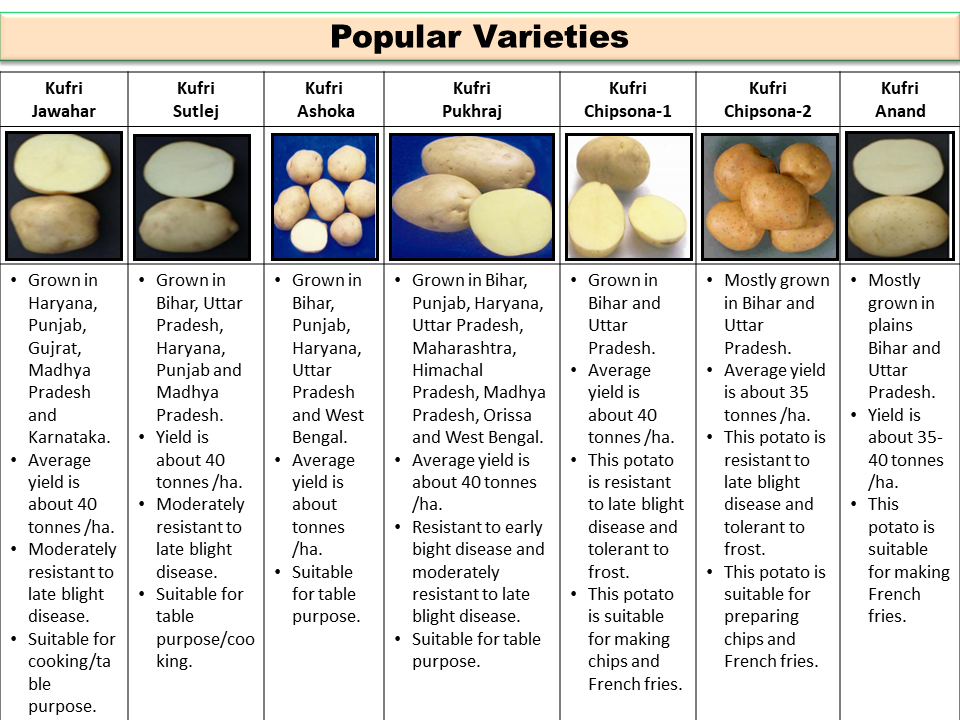 Popular Varieties
Kufri
Jawahar
Kufri
Sutlej
Kufri
Ashoka
Kufri
Pukhraj
Kufri
Chipsona-1
Kufri
Chipsona-2
Kufri
Anand
• Grown in
Haryana,
Punjab,
Gujrat,
Madhya
Pradesh
and
Karnataka.
• Average
yield is
about 40
tonnes /ha.
• Moderately
resistant to
late blight
disease.
• Suitable for
cooking/ta
ble
purpose.
• Grown in
Bihar, Uttar
Pradesh,
Haryana,
Punjab and
Madhya
Pradesh.
• Yield is
about 40
tonnes /ha.
• Moderately
resistant to
late blight
disease.
• Suitable for
table
purpose/coo
king.
• Grown in
Bihar,
Punjab,
Haryana,
Uttar
Pradesh
and West
Bengal.
• Average
yield is
about
tonnes
/ha.
• Suitable
for table
purpose.
• Grown in Bihar,
Punjab, Haryana,
Uttar Pradesh,
Maharashtra,
Himachal
Pradesh, Madhya
Pradesh, Orissa
and West Bengal.
• Average yield is
about 40 tonnes
/ha.
• Resistant to early
bight disease and
moderately
resistant to late
blight disease.
• Suitable for table
purpose.
• Grown in
Bihar and
Uttar
Pradesh.
• Average
yield is
about 40
tonnes /ha.
• This potato
is resistant
to late blight
disease and
tolerant to
frost.
• This potato
is suitable
for making
chips and
French fries.
• Mostly grown
in Bihar and
Uttar
Pradesh.
• Average yield
is about 35
tonnes /ha.
• This potato is
resistant to
late blight
disease and
tolerant to
frost.
• This potato is
suitable for
preparing
chips and
French fries.
• Mostly
grown in
plains
Bihar and
Uttar
Pradesh.
• Yield is
about 35-
40 tonnes
/ha.
• This
potato is
suitable
for making
French
fries.